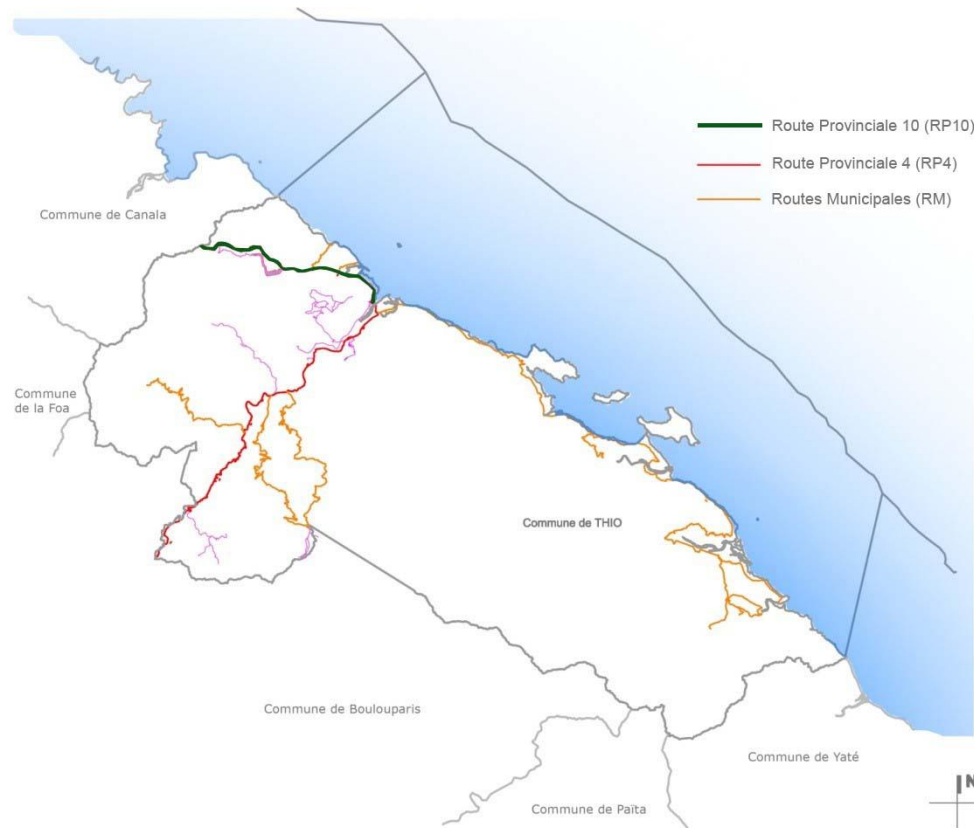 Route Provinciale 10 (RP10)
Route Provinciale 4 (RP4)
Routes Municipales (RM)
Commune de Canala
Commune
de la Foa
Commune de THIO
Commune de Boulouparis
Commune de Yaté
Commune de Païta
N